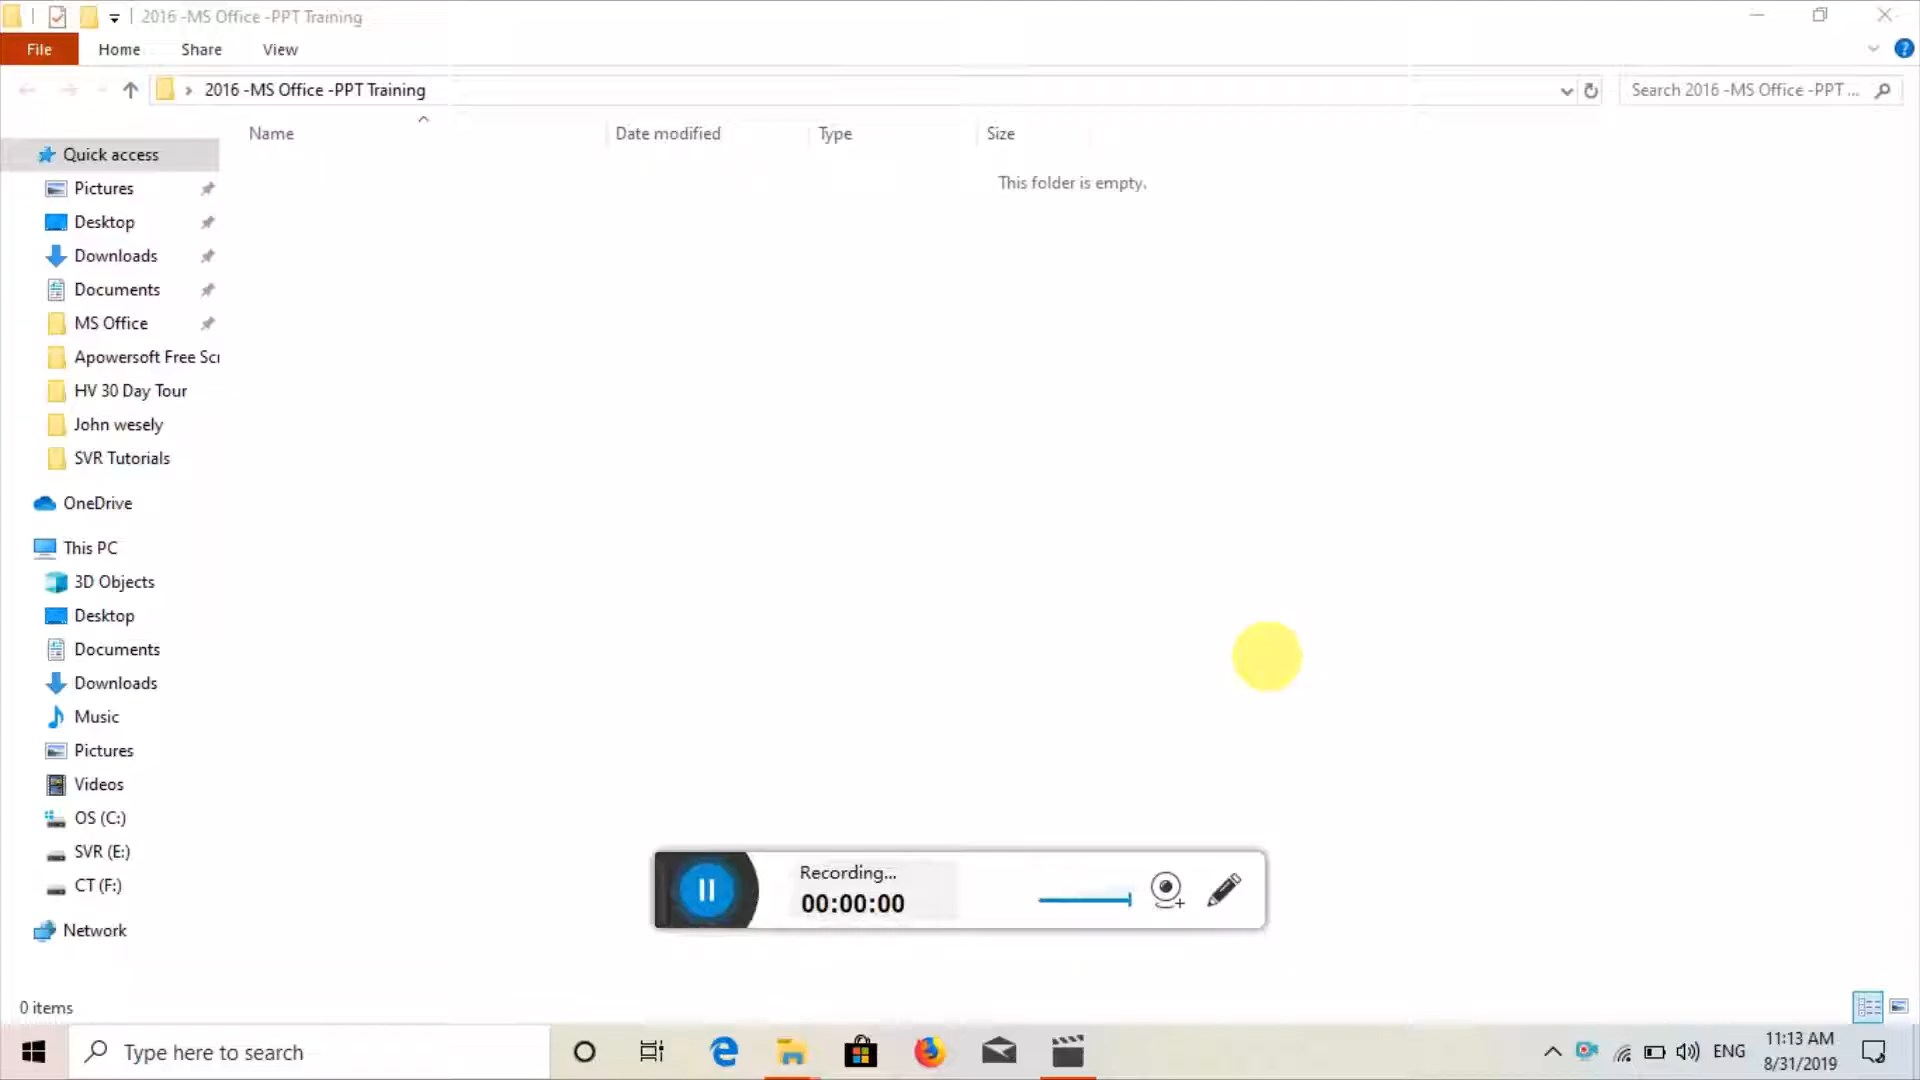 2016 -MS Office -PPT Training
File Home Share View
2016 -MS Office -PPT Training
Search 2016 -MS Office -PPT ...
Name Date modified Type Size
This folder is empty.
Quick access
Pictures
Desktop
Downloads
Documents
MS Office
Apowersoft Free Scr
HV 30 Day Tour
John wesely
SVR Tutorials
OneDrive
This PC
3D Objects
Desktop
Documents
Downloads
Music
Pictures
Videos
OS (C:)
SVR (E:)
CT (F:)
Network
Recording...
00:00:00
0 items
Type here to search
ENG
11:13 AM
8/31/2019